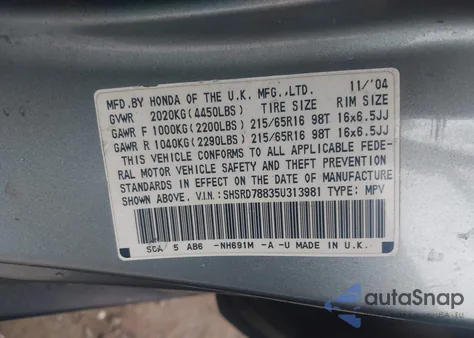 MFD.BY HONDA OF THE U.K. MFG.,LTD. 11/'04
GVWR 2020KG(4450LBS) TIRE SIZE RIM SIZE
GAWR F 1000KG(2200LBS) 215/65R16 98T 16x6.5JJ
GAWR R 1040KG(2290LBS) 215/65R16 98T 16x6.5JJ
THIS VEHICLE CONFORMS TO ALL APPLICABLE FEDE-
RAL MOTOR VEHICLE SAFETY AND THEFT PREVENTION
STANDARDS IN EFFECT ON THE DATE OF MANUFACTURE
SHOWN ABOVE. V.I.N: SHSRD78835U313981 TYPE: MPV
5 AB6 -NH691M -A -U MADE IN U.K.
autaSnap